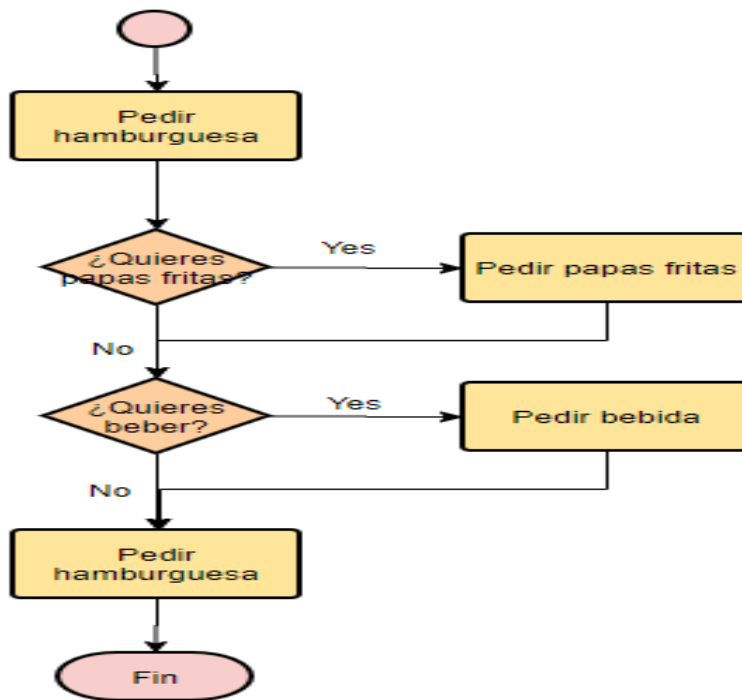 Pedir
hamburguesa
¿Quieres
papas fritas?
Yes
Pedir papas fritas
No
¿Quieres
beber?
Yes
Pedir bebida
No
Pedir
hamburguesa
Fin